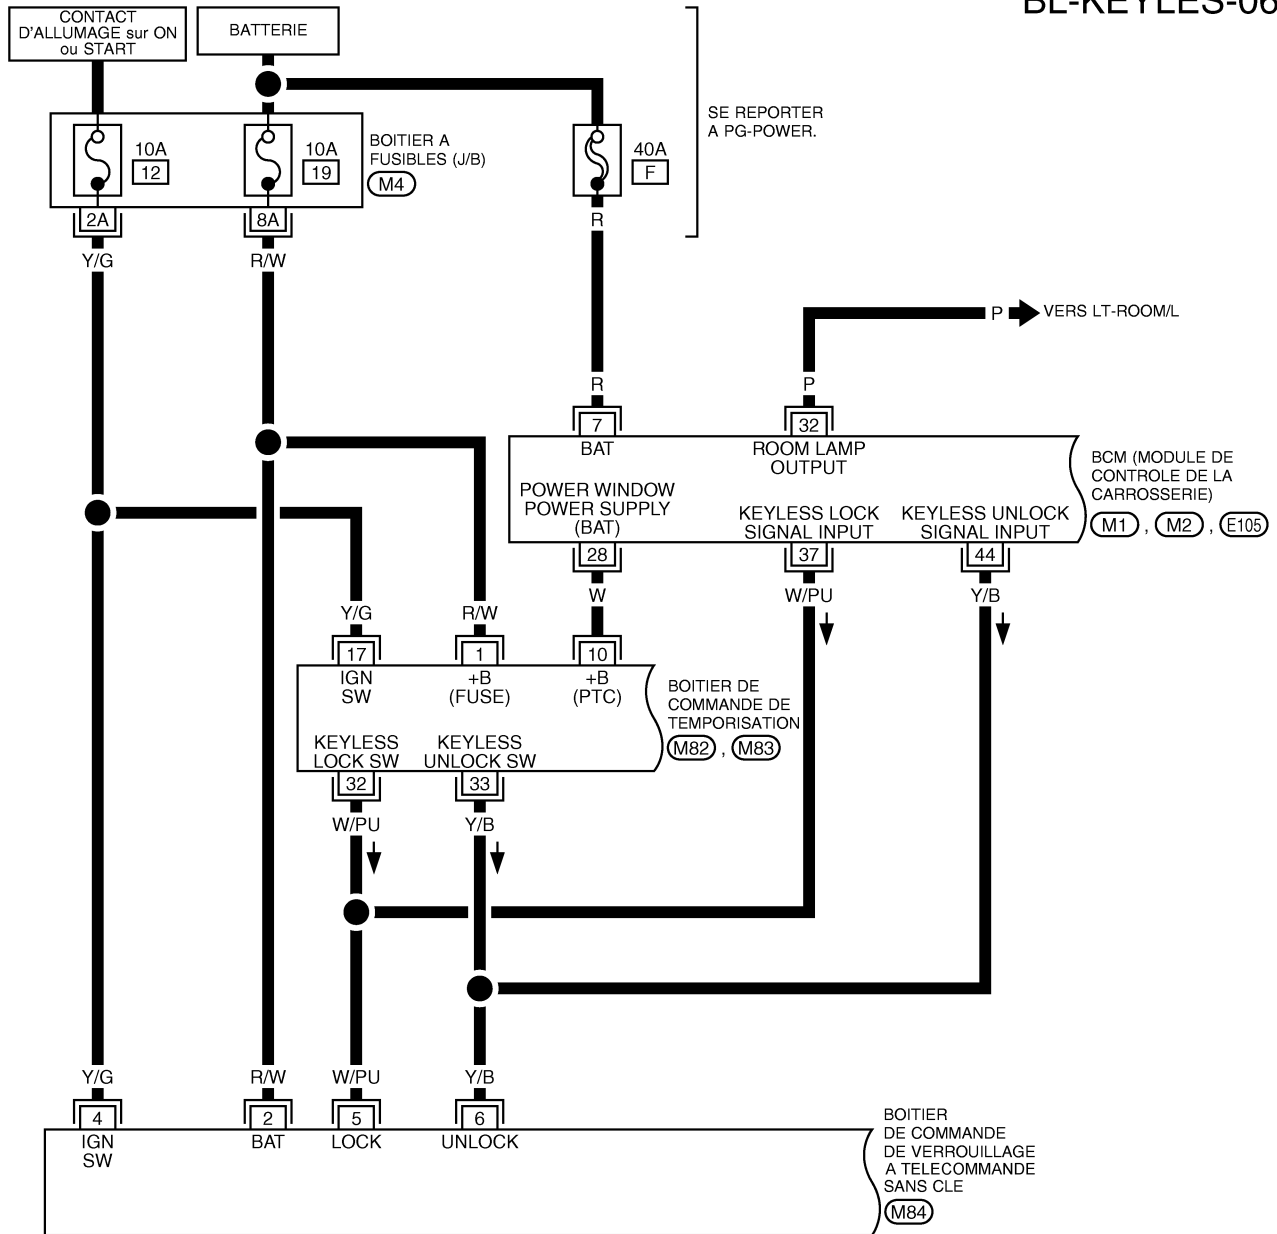 BL-KEYLES-06
CONTACT
D'ALLUMAGE sur ON
ou START
BATTERIE
SE REPORTER
A PG-POWER.
10A
12
10A
19
BOITIER A
FUSIBLES (J/B)
M4
40A
F
2A
8A
R
Y/G
R/W
P
VERS LT-ROOM/L
R
P
7
32
BAT
ROOM LAMP
OUTPUT
POWER WINDOW
POWER SUPPLY
(BAT)
KEYLESS LOCK
SIGNAL INPUT
KEYLESS UNLOCK
SIGNAL INPUT
BCM (MODULE DE
CONTROLE DE LA
CARROSSERIE)
M1 , M2 , E105
28
37
44
W
W/PU
Y/B
Y/G
R/W
17
1
10
IGN
SW
+B
(FUSE)
+B
(PTC)
BOITIER DE
COMMANDE DE
TEMPORISATION
M82 , M83
KEYLESS
LOCK SW
KEYLESS
UNLOCK SW
32
33
W/PU
Y/B
Y/G
R/W
W/PU
Y/B
4
2
5
6
IGN
SW
BAT
LOCK
UNLOCK
BOITIER
DE COMMANDE
DE VERROUILLAGE
A TELECOMMANDE
SANS CLE
M84